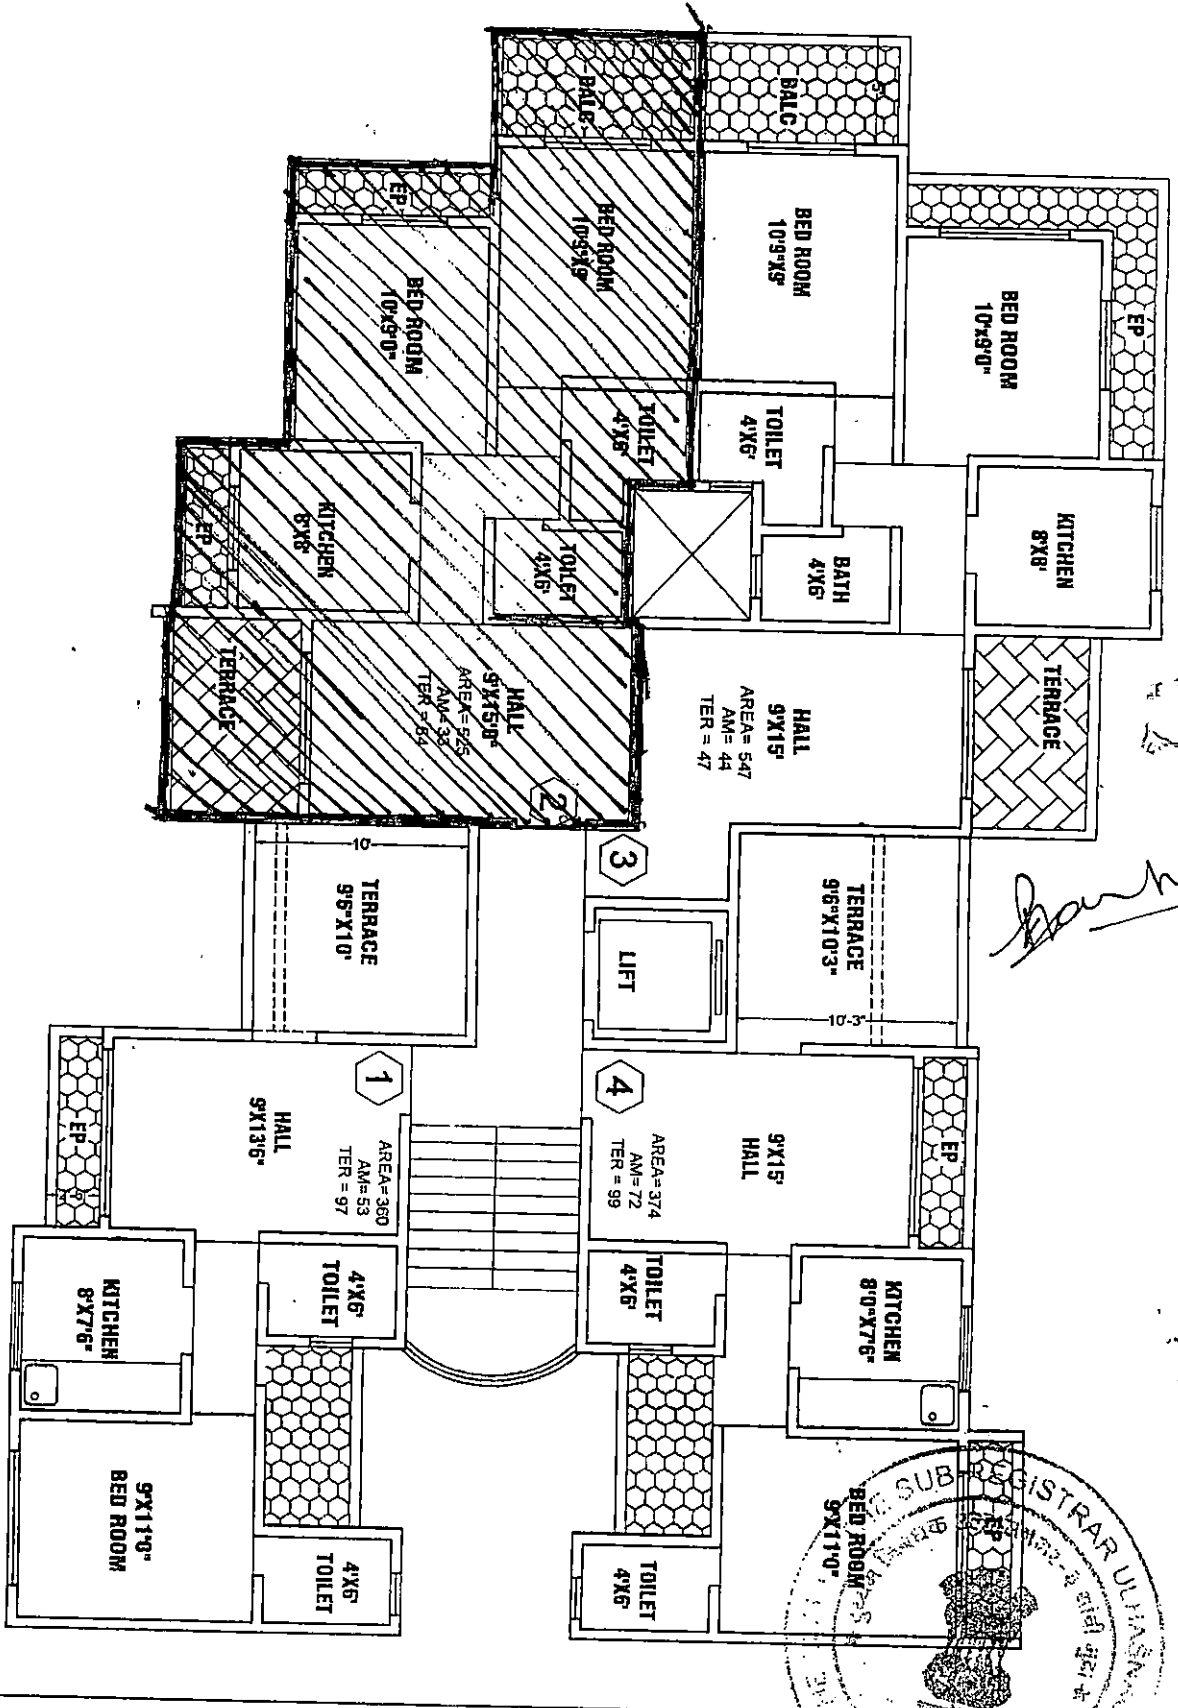 BALC
BALC
EP
BED ROOM
10'9"X9'
BED ROOM
10'9"X9'
BED ROOM
10'X9'0"
BED ROOM
10'x9'0"
EP
TOILET
4'X6'
TOILET
4'X6'
KITCHEN
8'X8'
EP
TOILET
4'X6'
BATH
4'X6'
KITCHEN
8'X8'
TERRACE
HALL
AREA=
AM=
TER =
2
HALL
9'X15'
AREA= 547
AM= 44
TER = 47
TERRACE
3
10'
TERRACE
9'6"X10'
LIFT
TERRACE
9'6"X10'3"
10'-3"
1
HALL
9'X13'6"
AREA=360
AM= 53
TER = 97
EP
4
9'X15'
HALL
AREA=374
AM= 72
TER = 99
EP
KITCHEN
8'X7'6"
4'X6'
TOILET
TOILET
4'X6'
KITCHEN
8'0"X7'6"
9'X11'0"
BED ROOM
4'X6'
TOILET
TOILET
4'X6'
BED ROOM
9'X11'0"
EP
SUB REGISTRAR